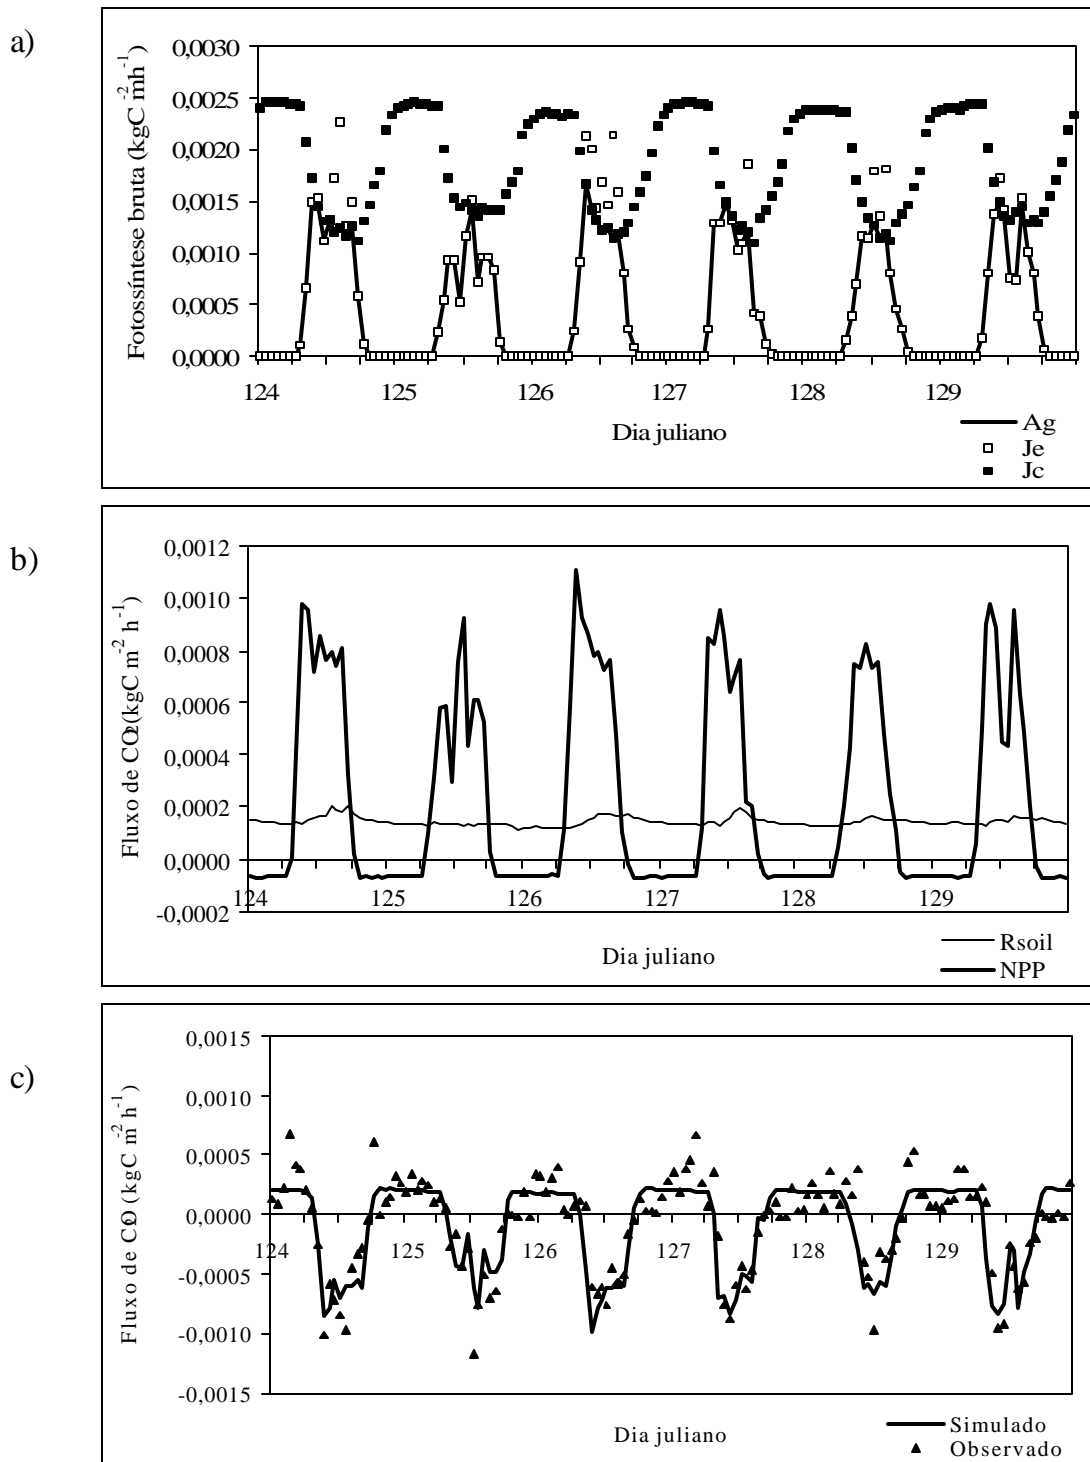 a)
Fotossíntese bruta (kgC m⁻² h⁻¹)
0,0030
0,0025
0,0020
0,0015
0,0010
0,0005
0,0000
124 125 126 127 128 129
Dia juliano
Ag
Je
Jc
b)
Fluxo de CO2 (kgC m⁻² h⁻¹)
0,0012
0,0010
0,0008
0,0006
0,0004
0,0002
0,0000
-0,0002
124 125 126 127 128 129
Dia juliano
Rsoil
NPP
c)
Fluxo de CO2 (kgC m⁻² h⁻¹)
0,0015
0,0010
0,0005
0,0000
-0,0005
-0,0010
-0,0015
124 125 126 127 128 129
Dia juliano
Simulado
Observado